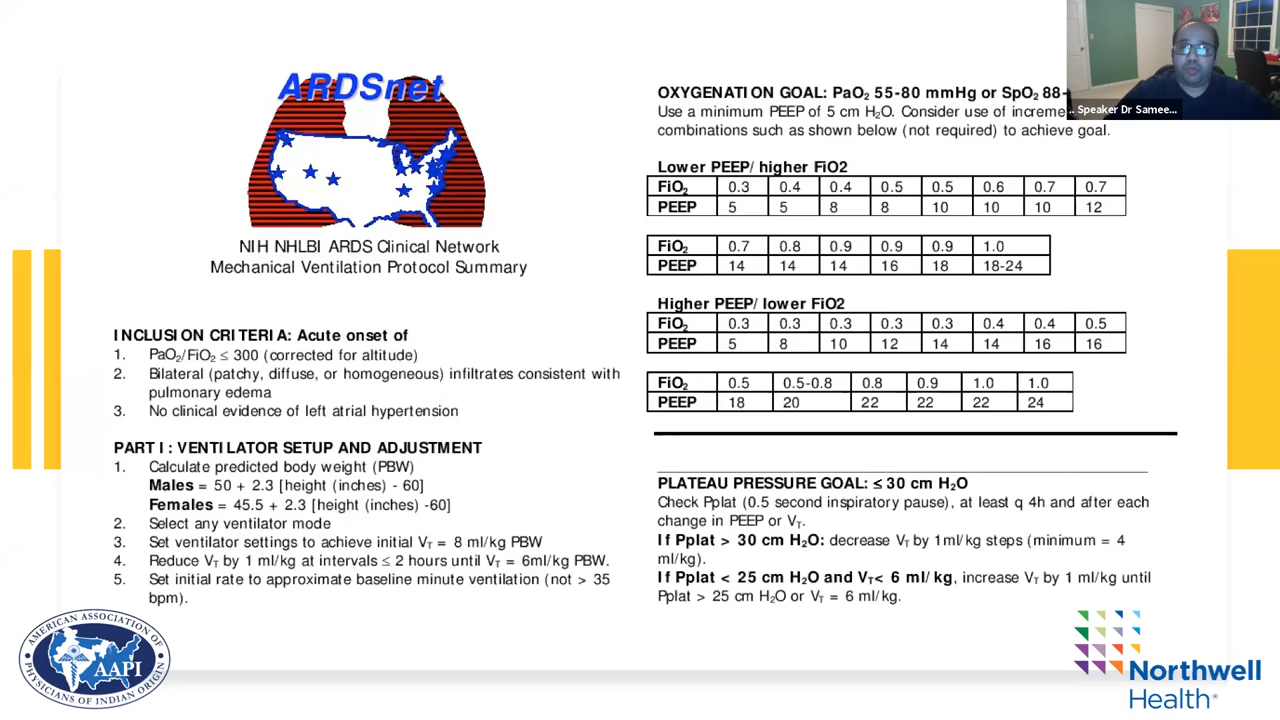 ARDSnet
NIH NHLBI ARDS Clinical Network
Mechanical Ventilation Protocol Summary
INCLUSION CRITERIA: Acute onset of
1. PaO₂/FiO₂ ≤ 300 (corrected for altitude)
2. Bilateral (patchy, diffuse, or homogeneous) infiltrates consistent with
pulmonary edema
3. No clinical evidence of left atrial hypertension
PART I: VENTILATOR SETUP AND ADJUSTMENT
1. Calculate predicted body weight (PBW)
Males = 50 + 2.3 [height (inches) - 60]
Females = 45.5 + 2.3 [height (inches) -60]
2. Select any ventilator mode
3. Set ventilator settings to achieve initial VT = 8 ml/kg PBW
4. Reduce VT by 1 ml/kg at intervals ≤ 2 hours until VT = 6ml/kg PBW.
5. Set initial rate to approximate baseline minute ventilation (not > 35
bpm).
OXYGENATION GOAL: PaO₂ 55-80 mmHg or SpO₂ 88-
Use a minimum PEEP of 5 cm H₂O. Consider use of increme
combinations such as shown below (not required) to achieve goal.
Lower PEEP/higher FiO2
FiO₂ 0.3 0.4 0.4 0.5 0.5 0.6 0.7 0.7
PEEP 5 5 8 8 10 10 10 12
FiO₂ 0.7 0.8 0.9 0.9 0.9 1.0
PEEP 14 14 14 16 18 18-24
Higher PEEP/lower FiO2
FiO₂ 0.3 0.3 0.3 0.3 0.3 0.4 0.4 0.5
PEEP 5 8 10 12 14 14 16 16
FiO₂ 0.5 0.5-0.8 0.8 0.9 1.0 1.0
PEEP 18 20 22 22 22 24
PLATEAU PRESSURE GOAL: ≤ 30 cm H₂O
Check Pplat (0.5 second inspiratory pause), at least q 4h and after each
change in PEEP or VT.
If Pplat > 30 cm H₂O: decrease VT by 1ml/kg steps (minimum = 4
ml/kg).
If Pplat < 25 cm H₂O and VT< 6 ml/kg, increase VT by 1 ml/kg until
Pplat > 25 cm H₂O or VT = 6 ml/kg.
.. Speaker Dr Samee...
AMERICAN ASSOCIATION OF
AAPI
PHYSICIANS OF INDIAN ORIGIN
Northwell
Health